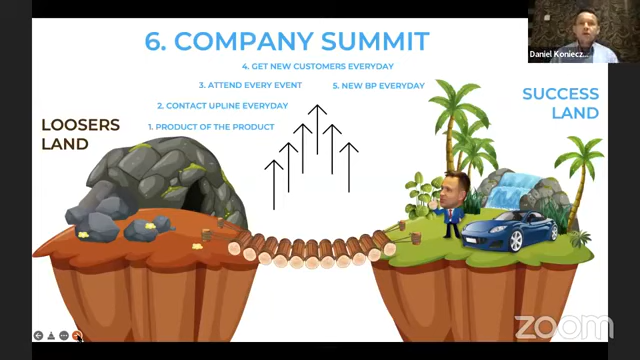 6. COMPANY SUMMIT
4. GET NEW CUSTOMERS EVERYDAY
3. ATTEND EVERY EVENT
5. NEW BP EVERYDAY
2. CONTACT UPLINE EVERYDAY
1. PRODUCT OF THE PRODUCT
LOOSERS
LAND
SUCCESS
LAND
Daniel Koniecz...
zoom